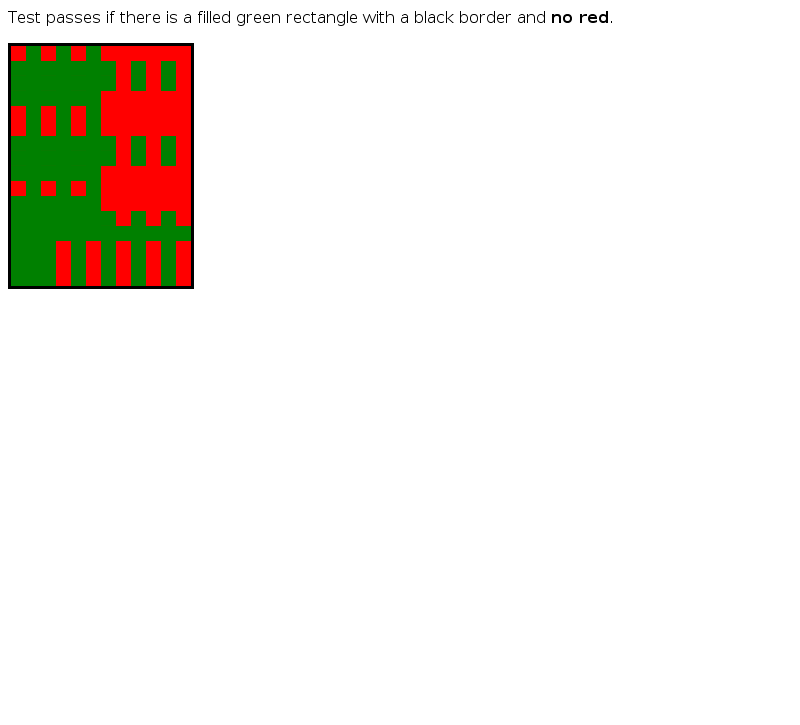 Test passes if there is a filled green rectangle with a black border and no red.